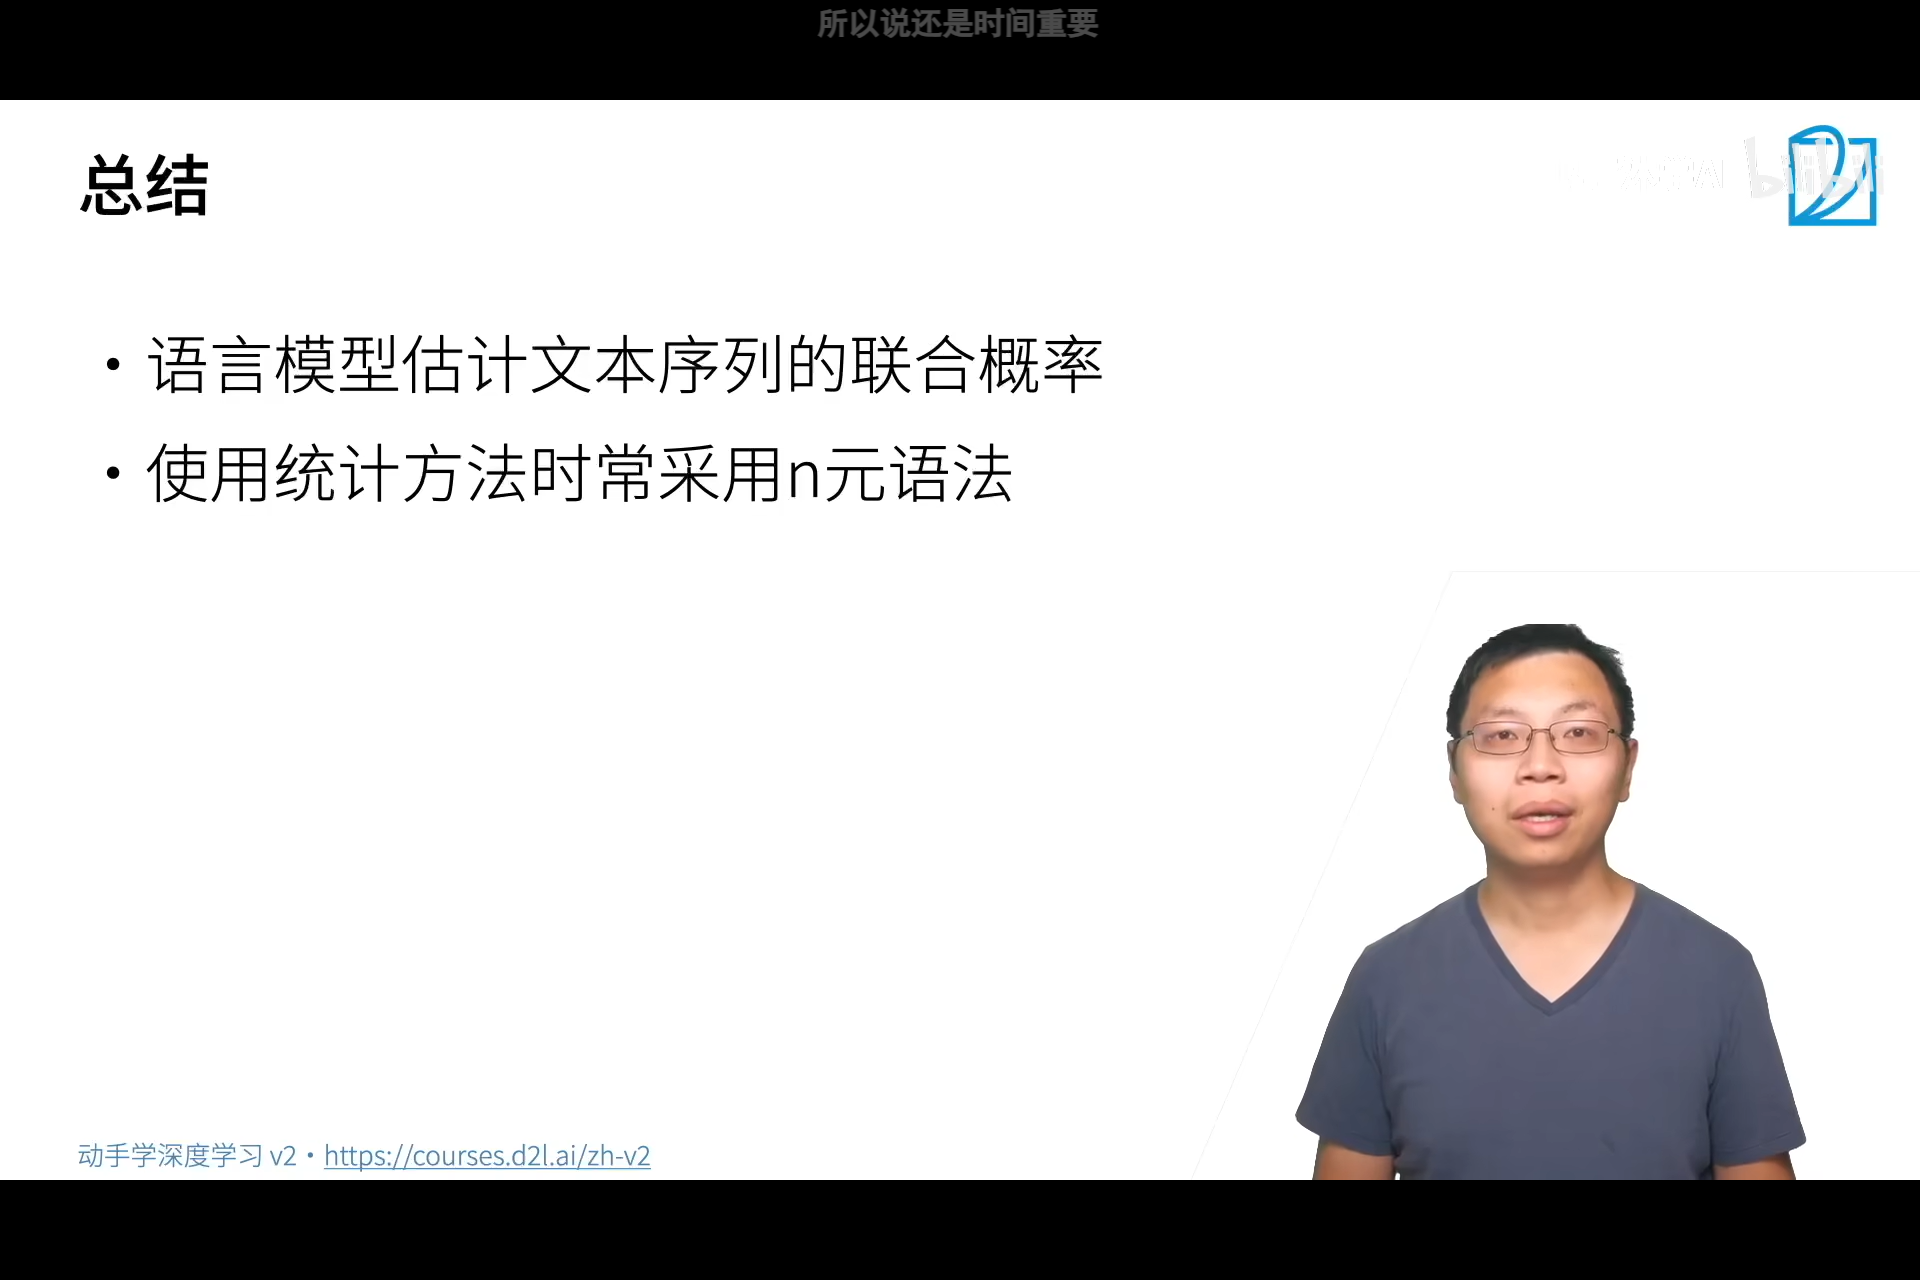 所以说还是时间重要
总结
bilibili
• 语言模型估计文本序列的联合概率
• 使用统计方法时常采用n元语法
动手学深度学习 v2 • https://courses.d2l.ai/zh-v2